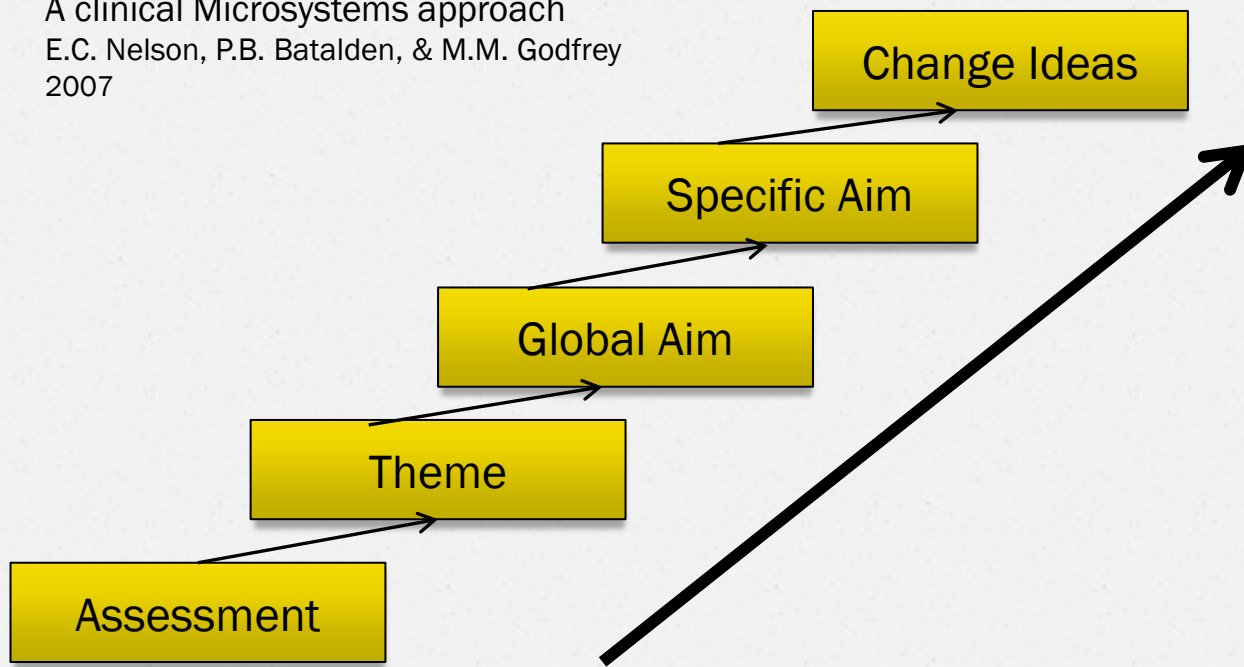 A clinical Microsystems approach
E.C. Nelson, P.B. Batalden, & M.M. Godfrey
2007
Change Ideas
Specific Aim
Global Aim
Theme
Assessment